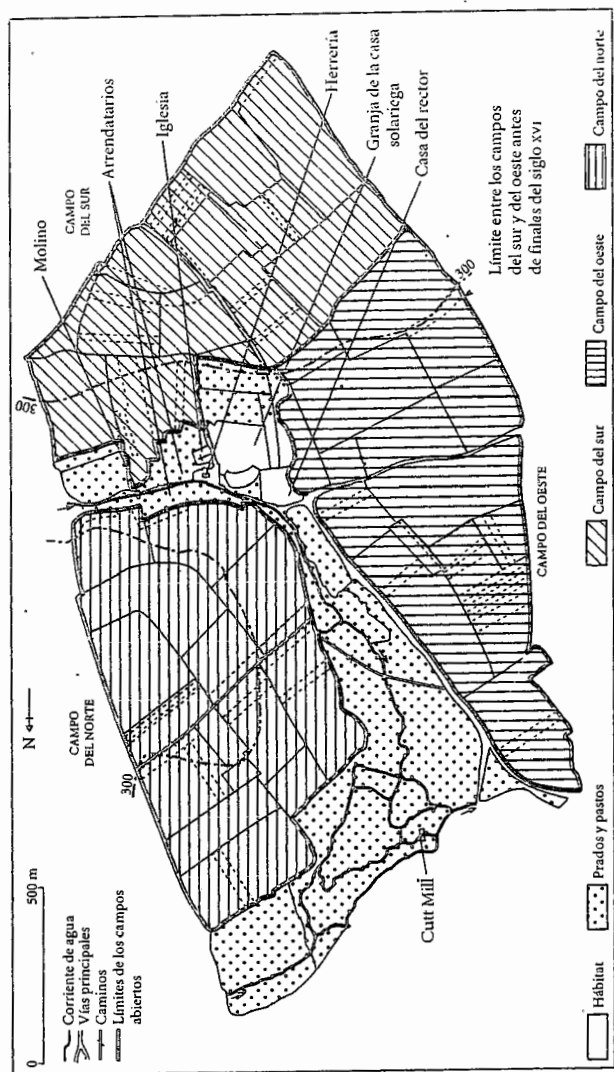 0
500 m
N
Corriente de agua
Vías principales
Caminos
Límites de los campos
abiertos
300
CAMPO
DEL NORTE
300
Molino
CAMPO
DEL SUR
Arrendatarios
Iglesia
Herrería
Granja de la casa
solariega
Casa del rector
Cutt Mill
CAMPO DEL OESTE
300
Límite entre los campos
del sur y del oeste antes
de finales del siglo XVI
Hábitat
Prados y pastos
Campo del sur
Campo del oeste
Campo del norte